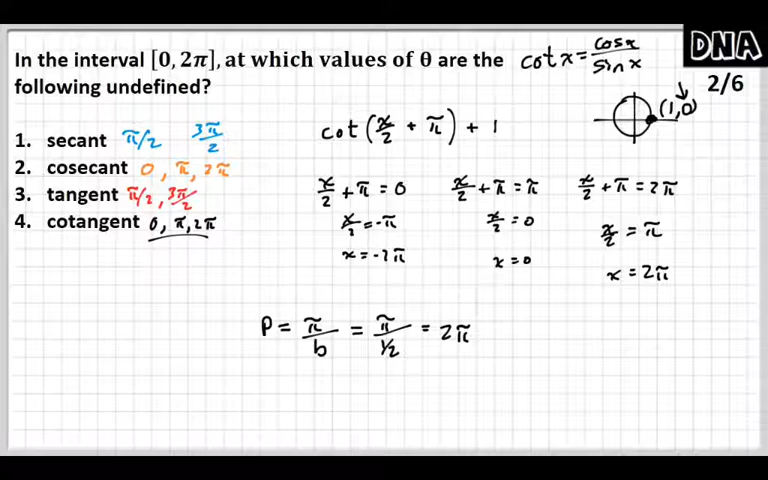 In the interval [0, 2π], at which values of θ are the
following undefined?
cot x = cos x / sin x
DNA
2/6
(1,0)
1. secant π/2 3π/2
2. cosecant 0, π, 2π
3. tangent π/2, 3π/2
4. cotangent 0, π, 2π
cot(x/2 + π) + 1
x/2 + π = 0 x/2 + π = π x/2 + π = 2π
x/2 = -π x/2 = 0 x/2 = π
x = -2π x = 0 x = 2π
P = π/b = π/½ = 2π